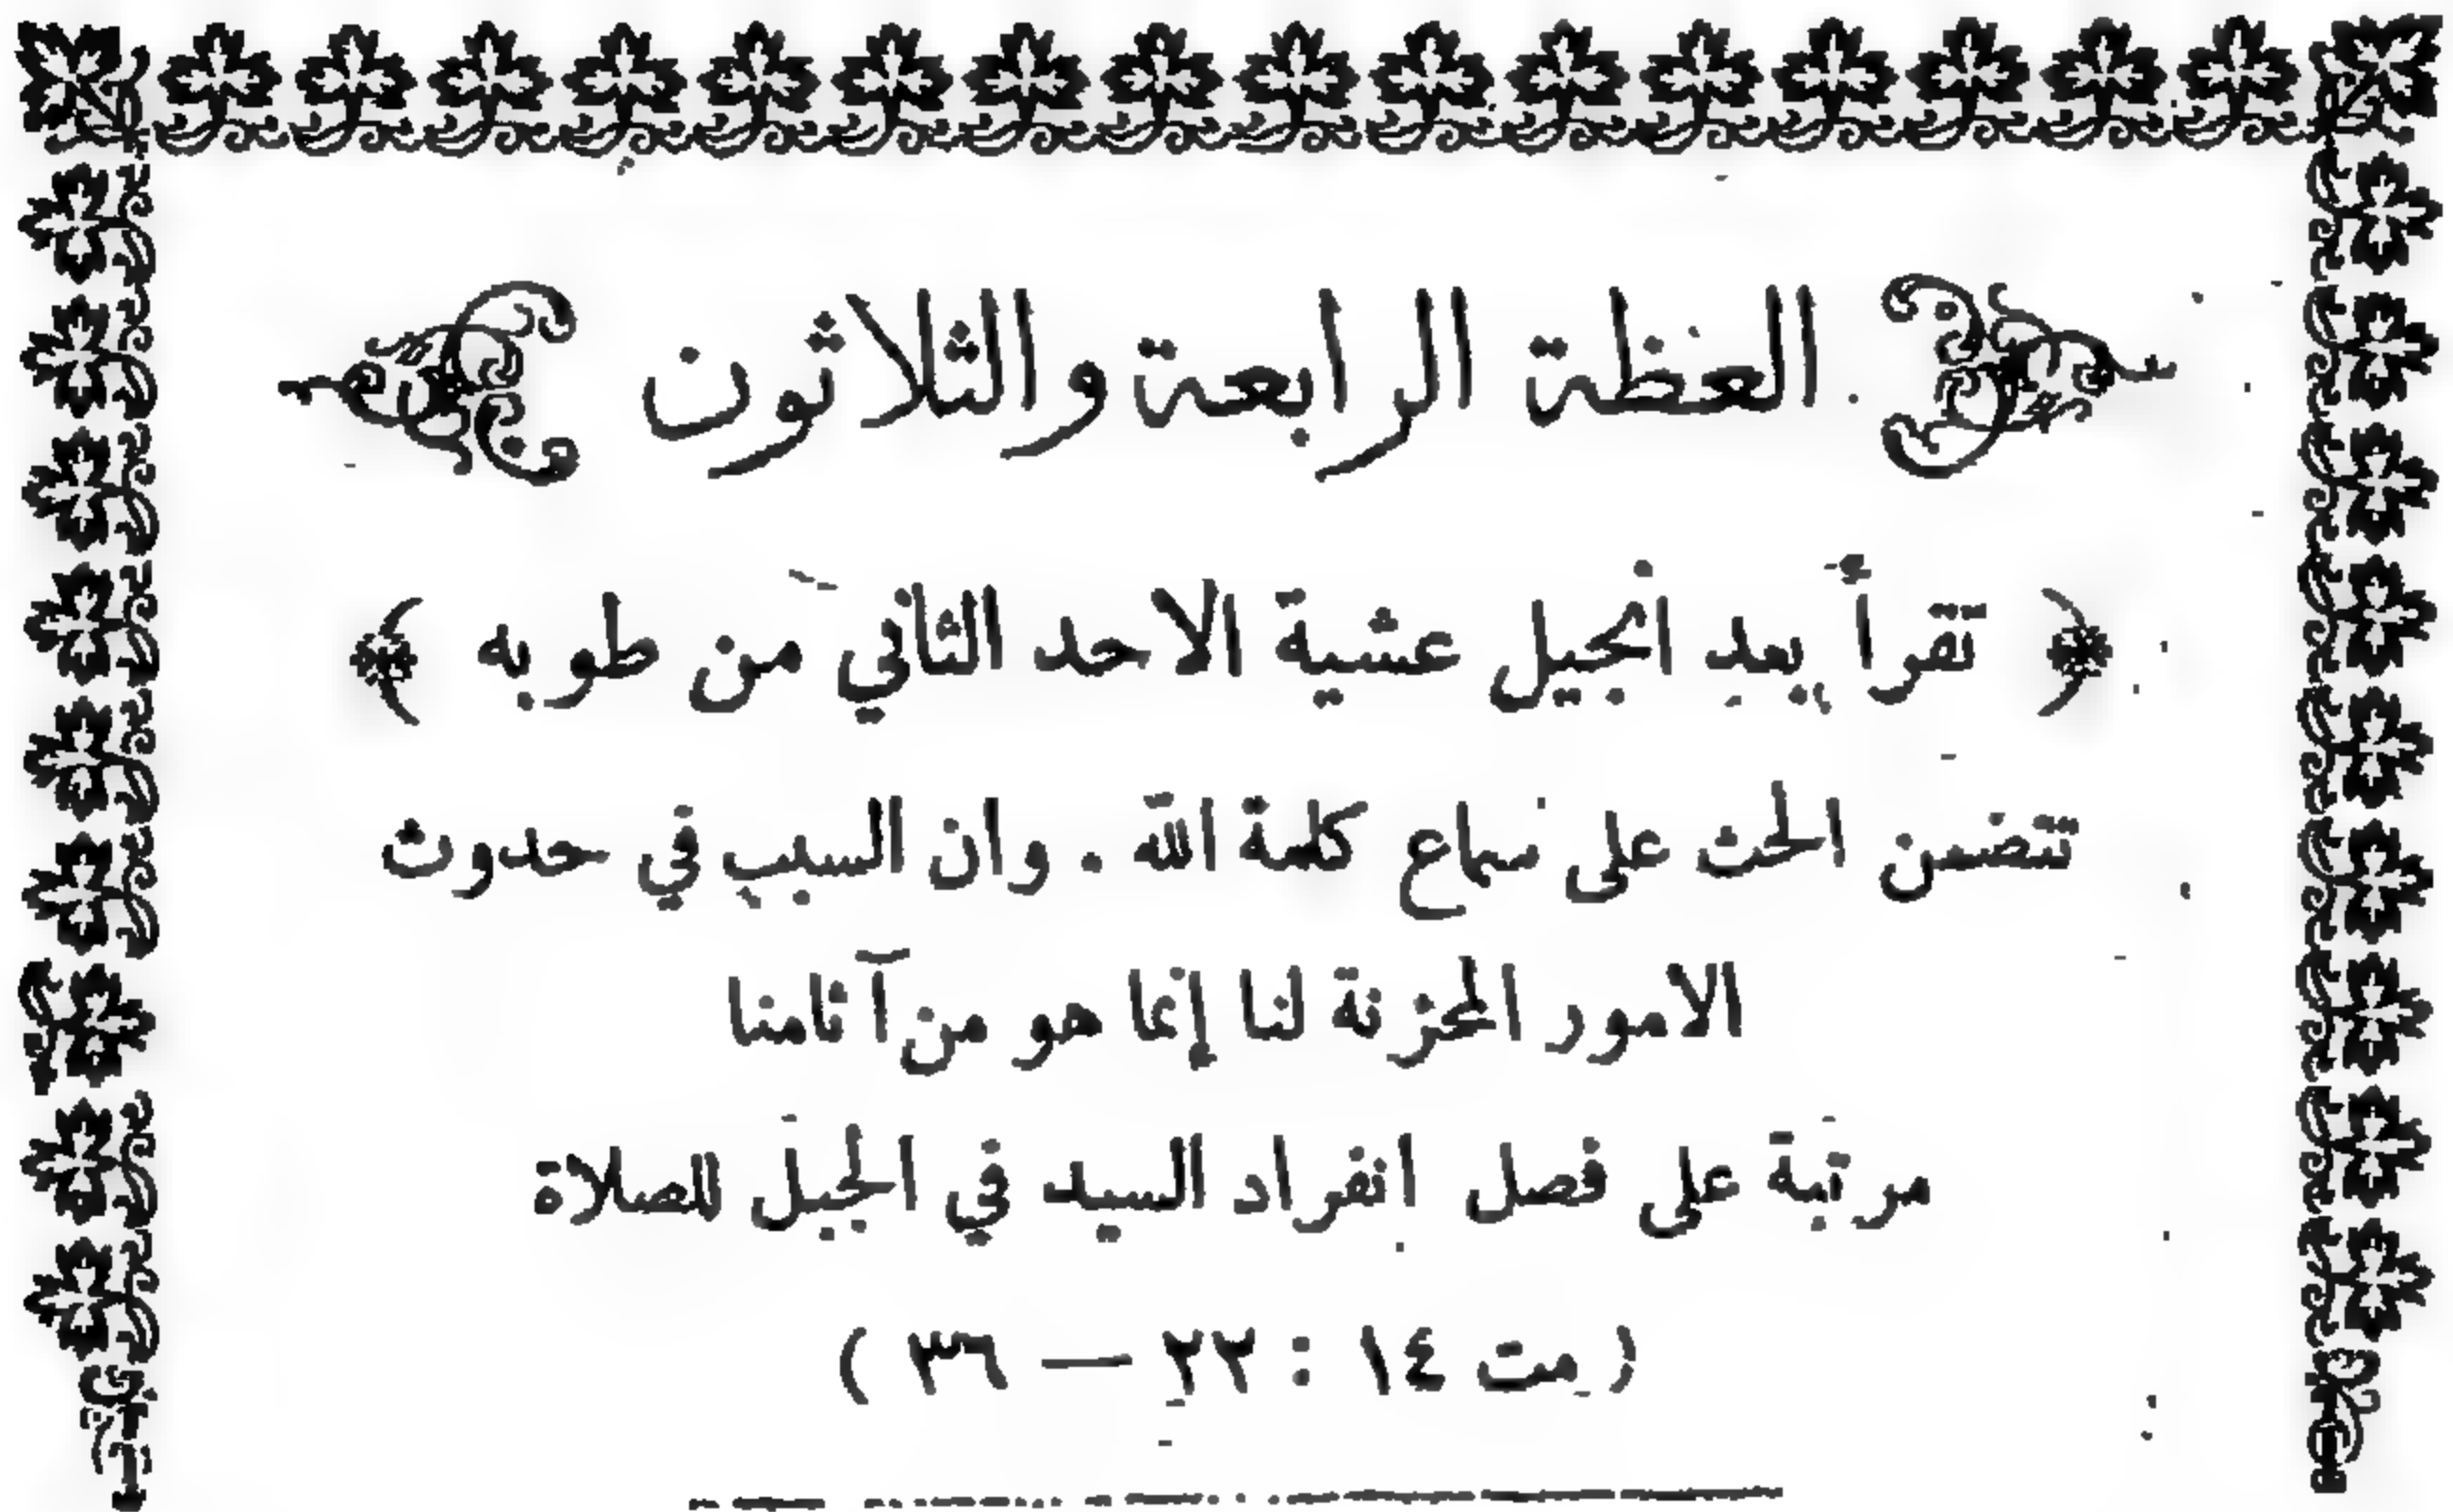 العظة الرابعة والثلاثون
﴿ تقرأ بعد انجيل عشية الاحد الثاني من طوبه ﴾
تتضمن الحث على سماع كلمة الله . وان السبب في حدوث
الامور المحزنة لنا إنما هو من آثامنا
مرتبة على فصل انفراد السيد في الجبل للصلاة
( مت ١٤ : ٢٢ — ٣٦ )